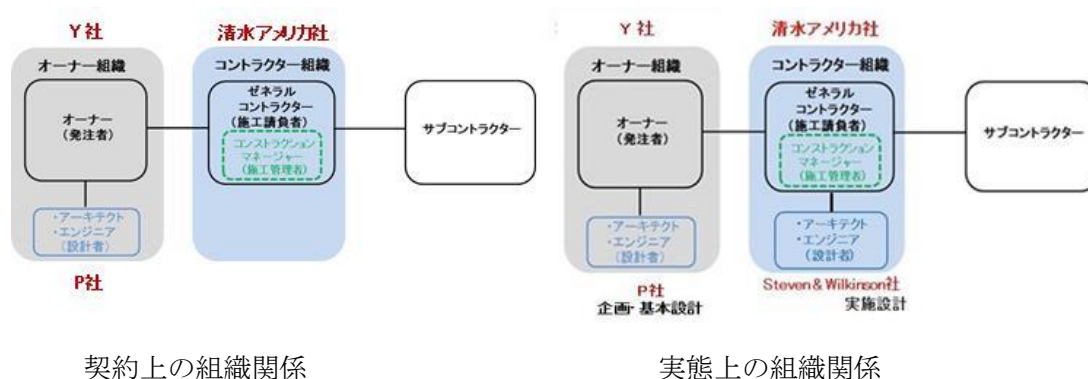 Y社
清水アメリカ社
オーナー組織
コントラクター組織
オーナー
(発注者)
ゼネラル
コントラクター
(施工請負者)
コンストラクション
マネージャー
(施工管理者)
サブコントラクター
・アーキテクト
・エンジニア
(設計者)
P社
契約上の組織関係
Y社
清水アメリカ社
オーナー組織
コントラクター組織
オーナー
(発注者)
ゼネラル
コントラクター
(施工請負者)
コンストラクション
マネージャー
(施工管理者)
サブコントラクター
・アーキテクト
・エンジニア
(設計者)
・アーキテクト
・エンジニア
(設計者)
P社
企画・基本設計
Steven & Wilkinson社
実施設計
実態上の組織関係